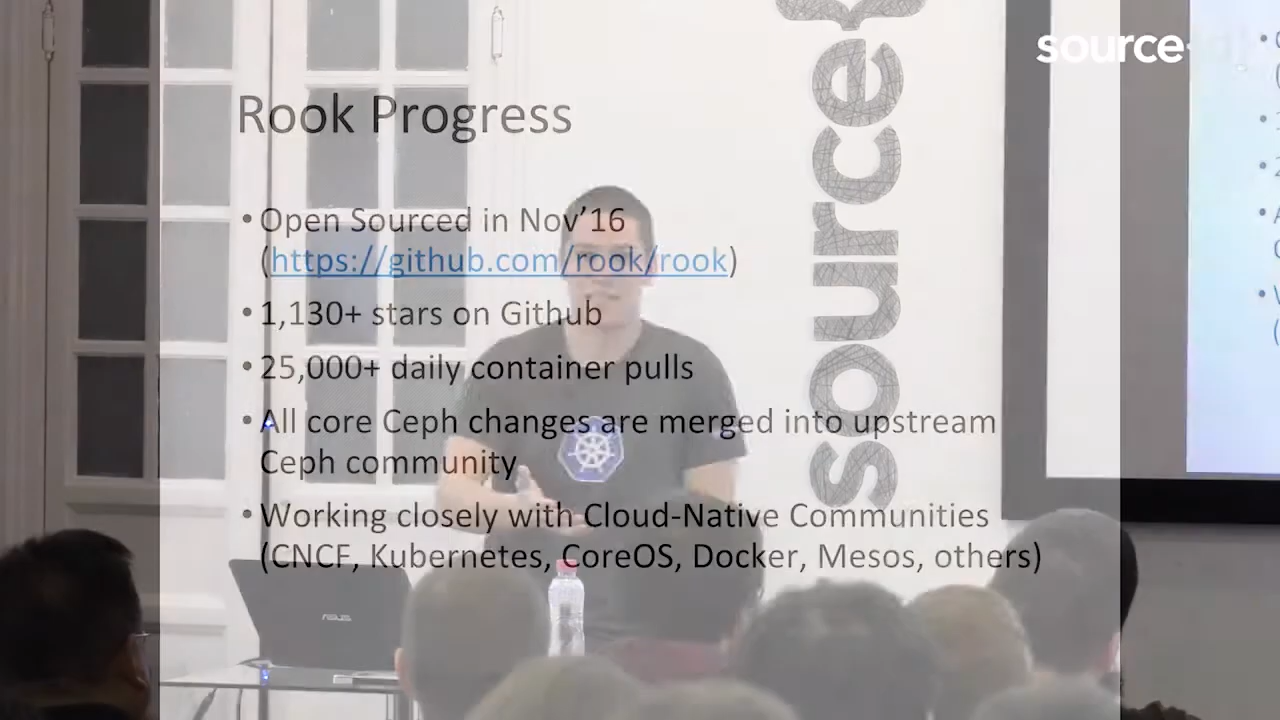 source
Rook Progress
• Open Sourced in Nov’16
(https://github.com/rook/rook)
• 1,130+ stars on Github
• 25,000+ daily container pulls
• All core Ceph changes are merged into upstream
Ceph community
• Working closely with Cloud-Native Communities
(CNCF, Kubernetes, CoreOS, Docker, Mesos, others)
source{
ASUS